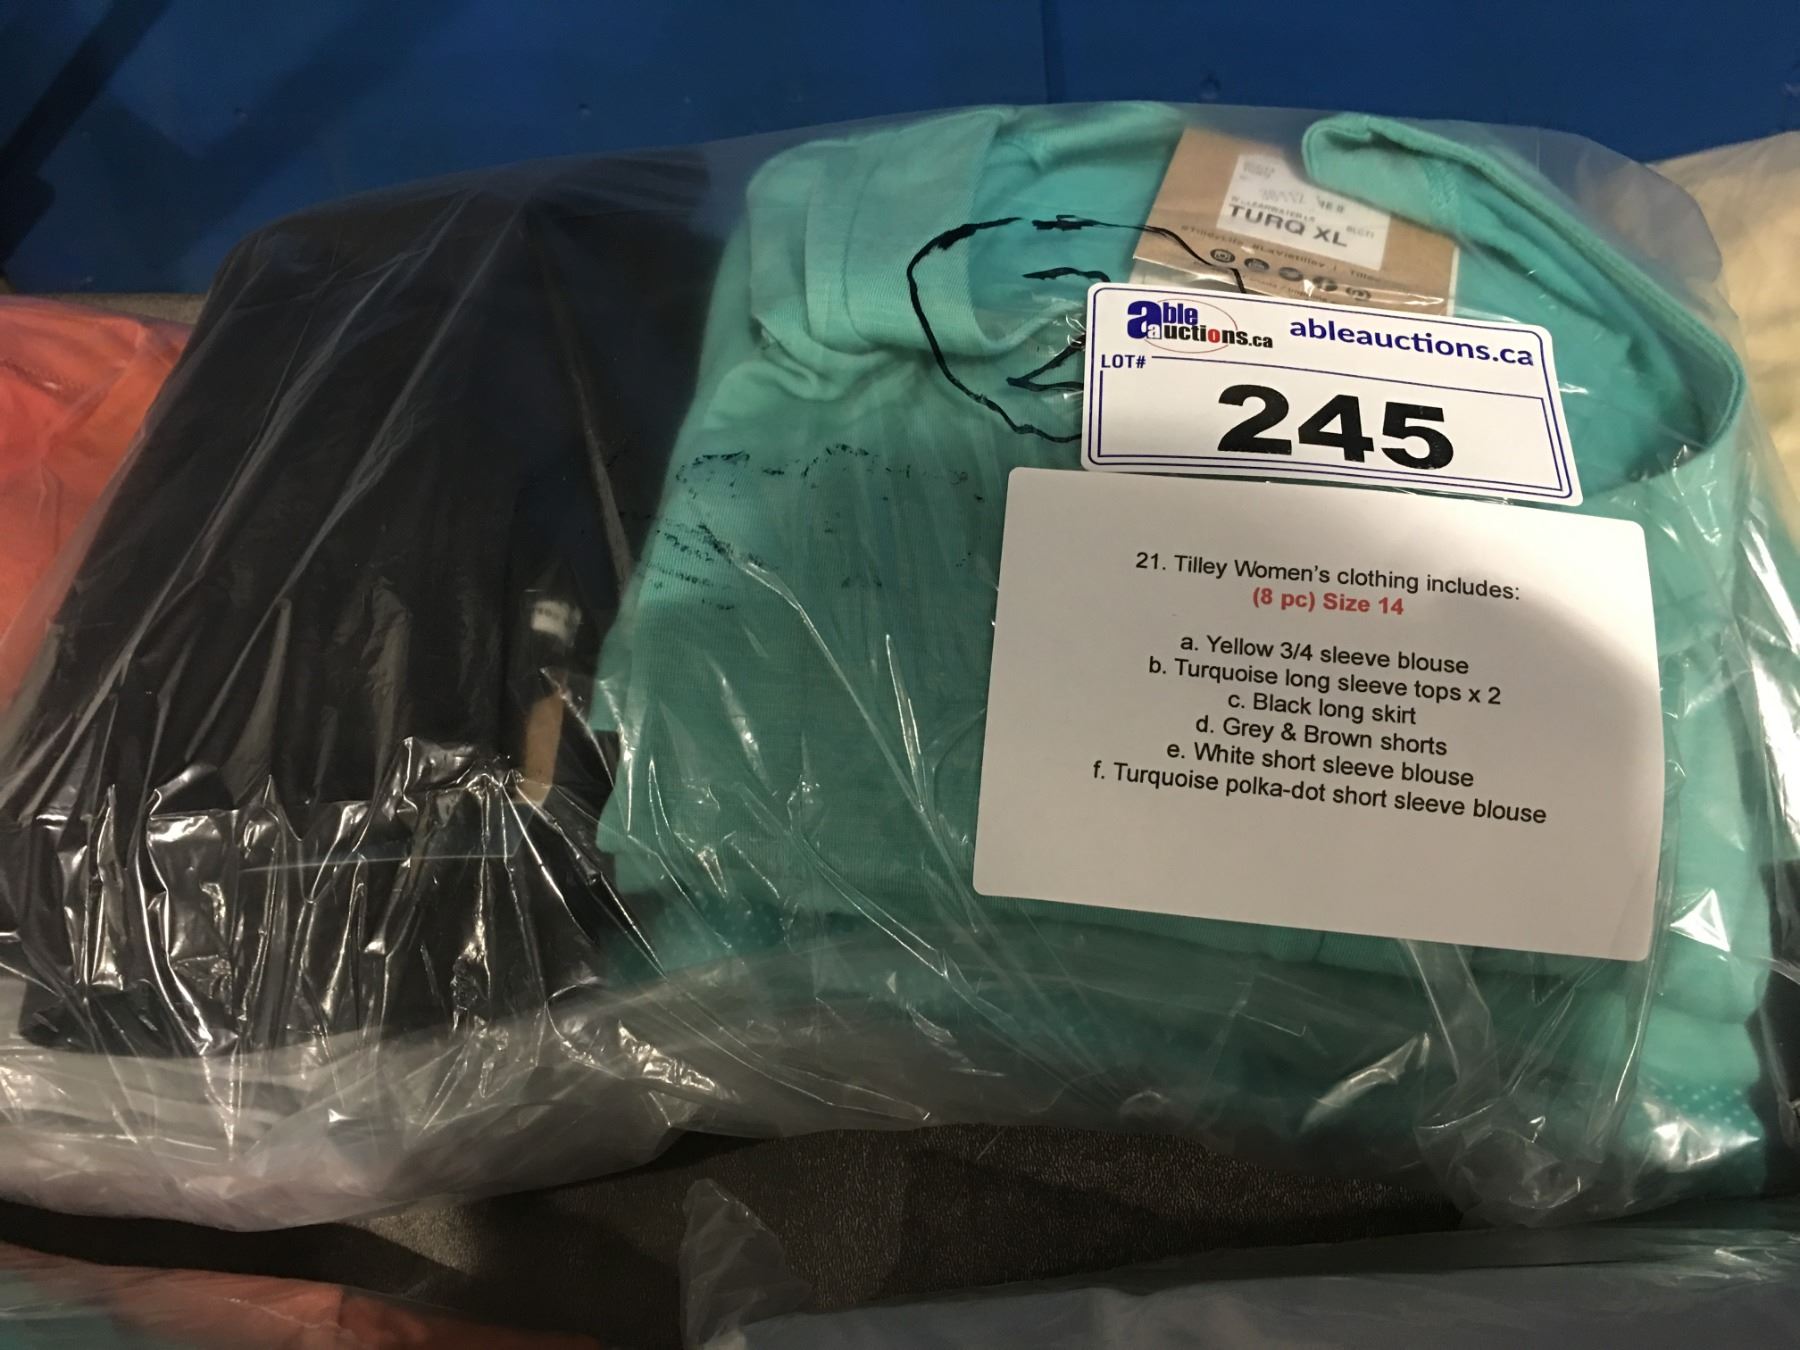 TURQ XL
able
auctions.ca
ableauctions.ca
LOT#
245
21. Tilley Women's clothing includes:
(8 pc) Size 14
a. Yellow 3/4 sleeve blouse
b. Turquoise long sleeve tops x 2
c. Black long skirt
d. Grey & Brown shorts
e. White short sleeve blouse
f. Turquoise polka-dot short sleeve blouse